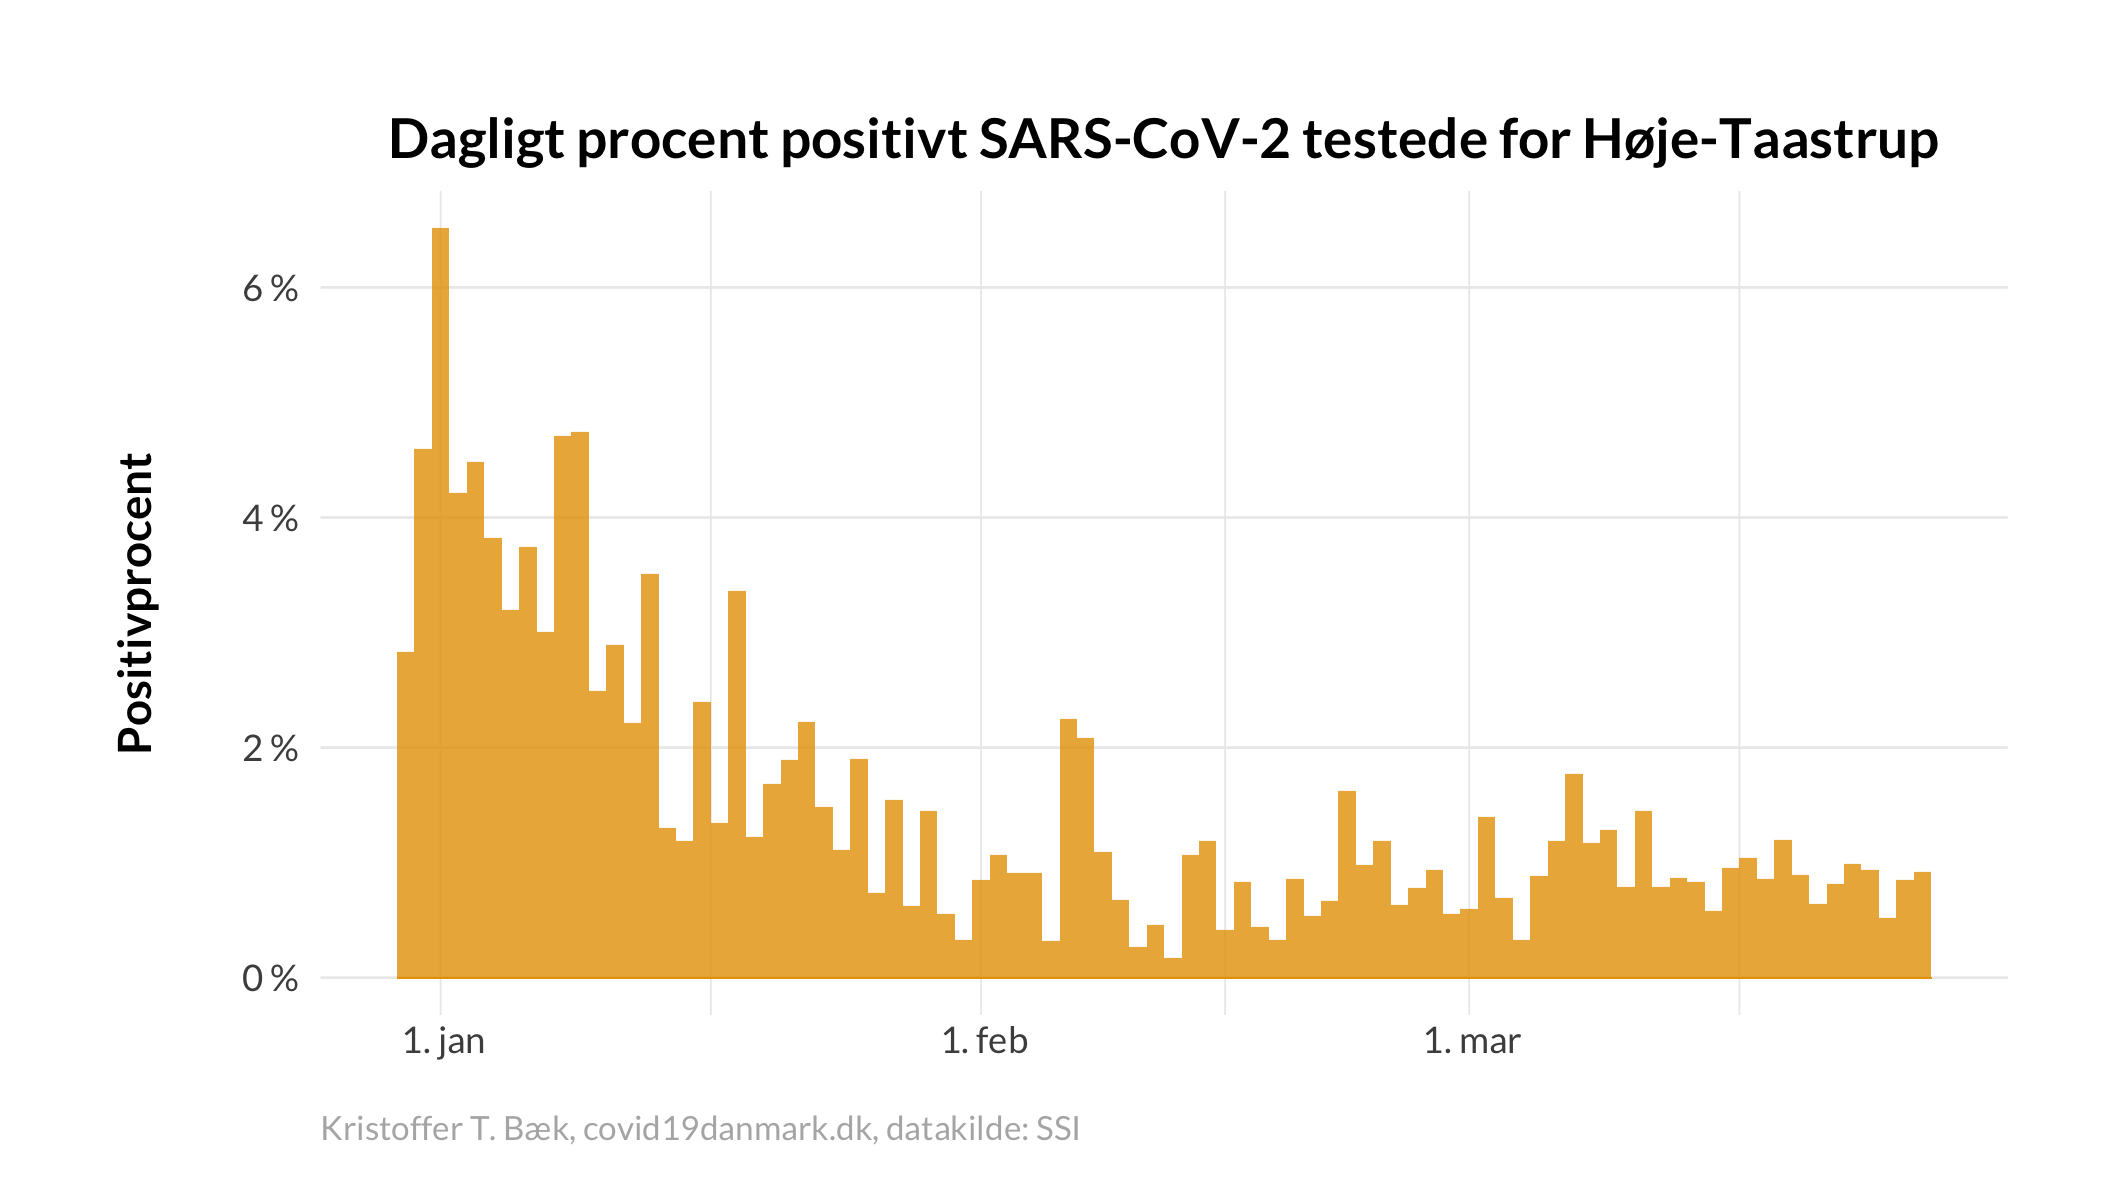 Dagligt procent positivt SARS-CoV-2 testede for Høje-Taastrup
Positivprocent
6 %
4 %
2 %
0 %
1. jan
1. feb
1. mar
Kristoffer T. Bæk, covid19danmark.dk, datakilde: SSI